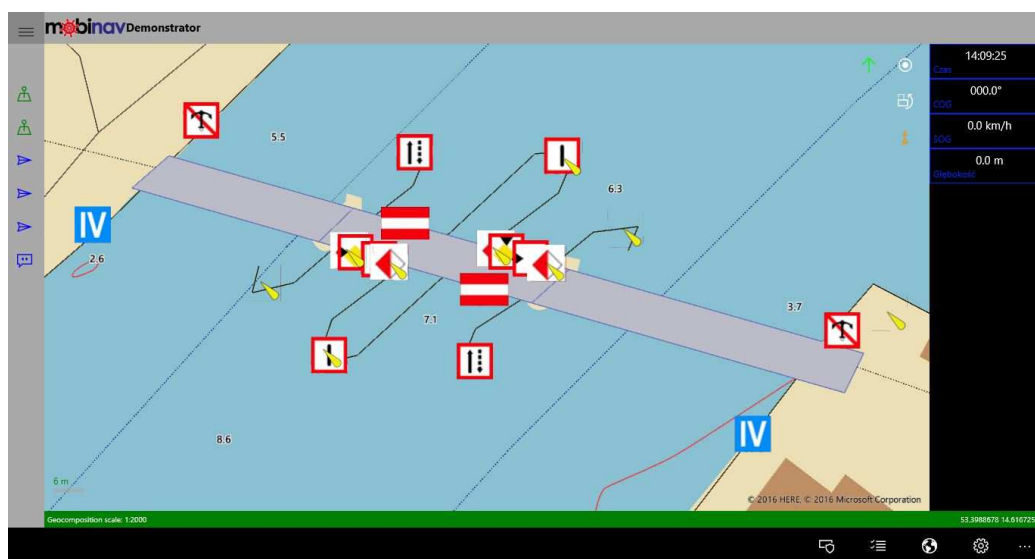 mobinav Demonstrator
14:09:25
Czas
000.0°
COG
0.0 km/h
SOG
0.0 m
Głębokość
5.5
6.3
IV
2.6
3.7
7.1
8.6
IV
6 m
© 2016 HERE, © 2016 Microsoft Corporation
Geocomposition scale: 1:2000
53.3988678 14.616725